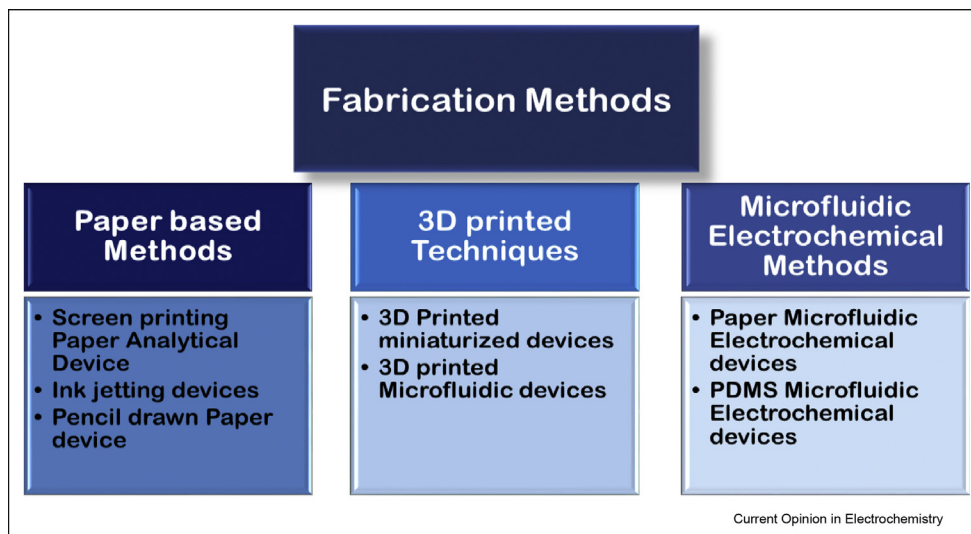 Fabrication Methods
Paper based
Methods
• Screen printing
Paper Analytical
Device
• Ink jetting devices
• Pencil drawn Paper
device
3D printed
Techniques
• 3D Printed
miniaturized devices
• 3D printed
Microfluidic devices
Microfluidic
Electrochemical
Methods
• Paper Microfluidic
Electrochemical
devices
• PDMS Microfluidic
Electrochemical
devices
Current Opinion in Electrochemistry